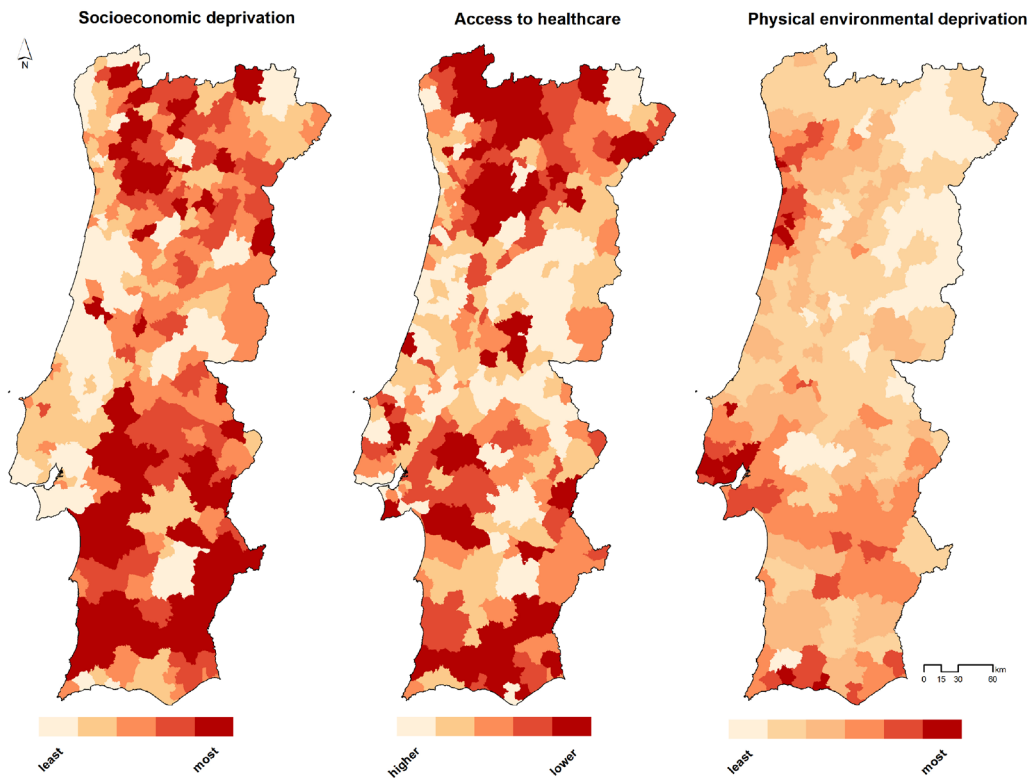 Socioeconomic deprivation
Access to healthcare
Physical environmental deprivation
N
km
0 15 30 60
least
most
higher
lower
least
most